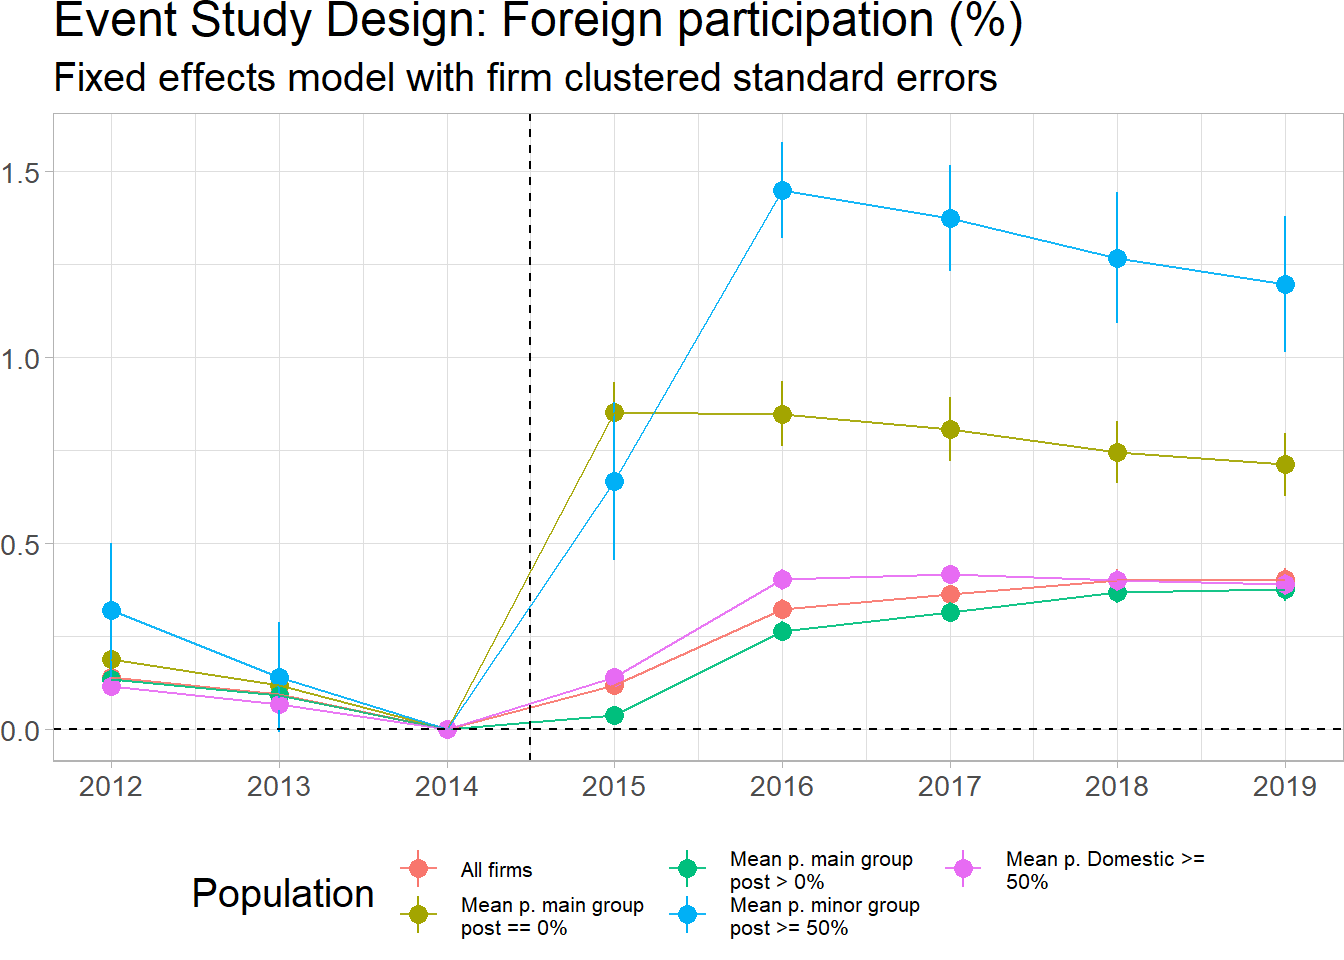 Event Study Design: Foreign participation (%)
Fixed effects model with firm clustered standard errors
1.5
1.0
0.5
0.0
2012 2013 2014 2015 2016 2017 2018 2019
Population
All firms
Mean p. main group
post == 0%
Mean p. main group
post > 0%
Mean p. minor group
post >= 50%
Mean p. Domestic >=
50%